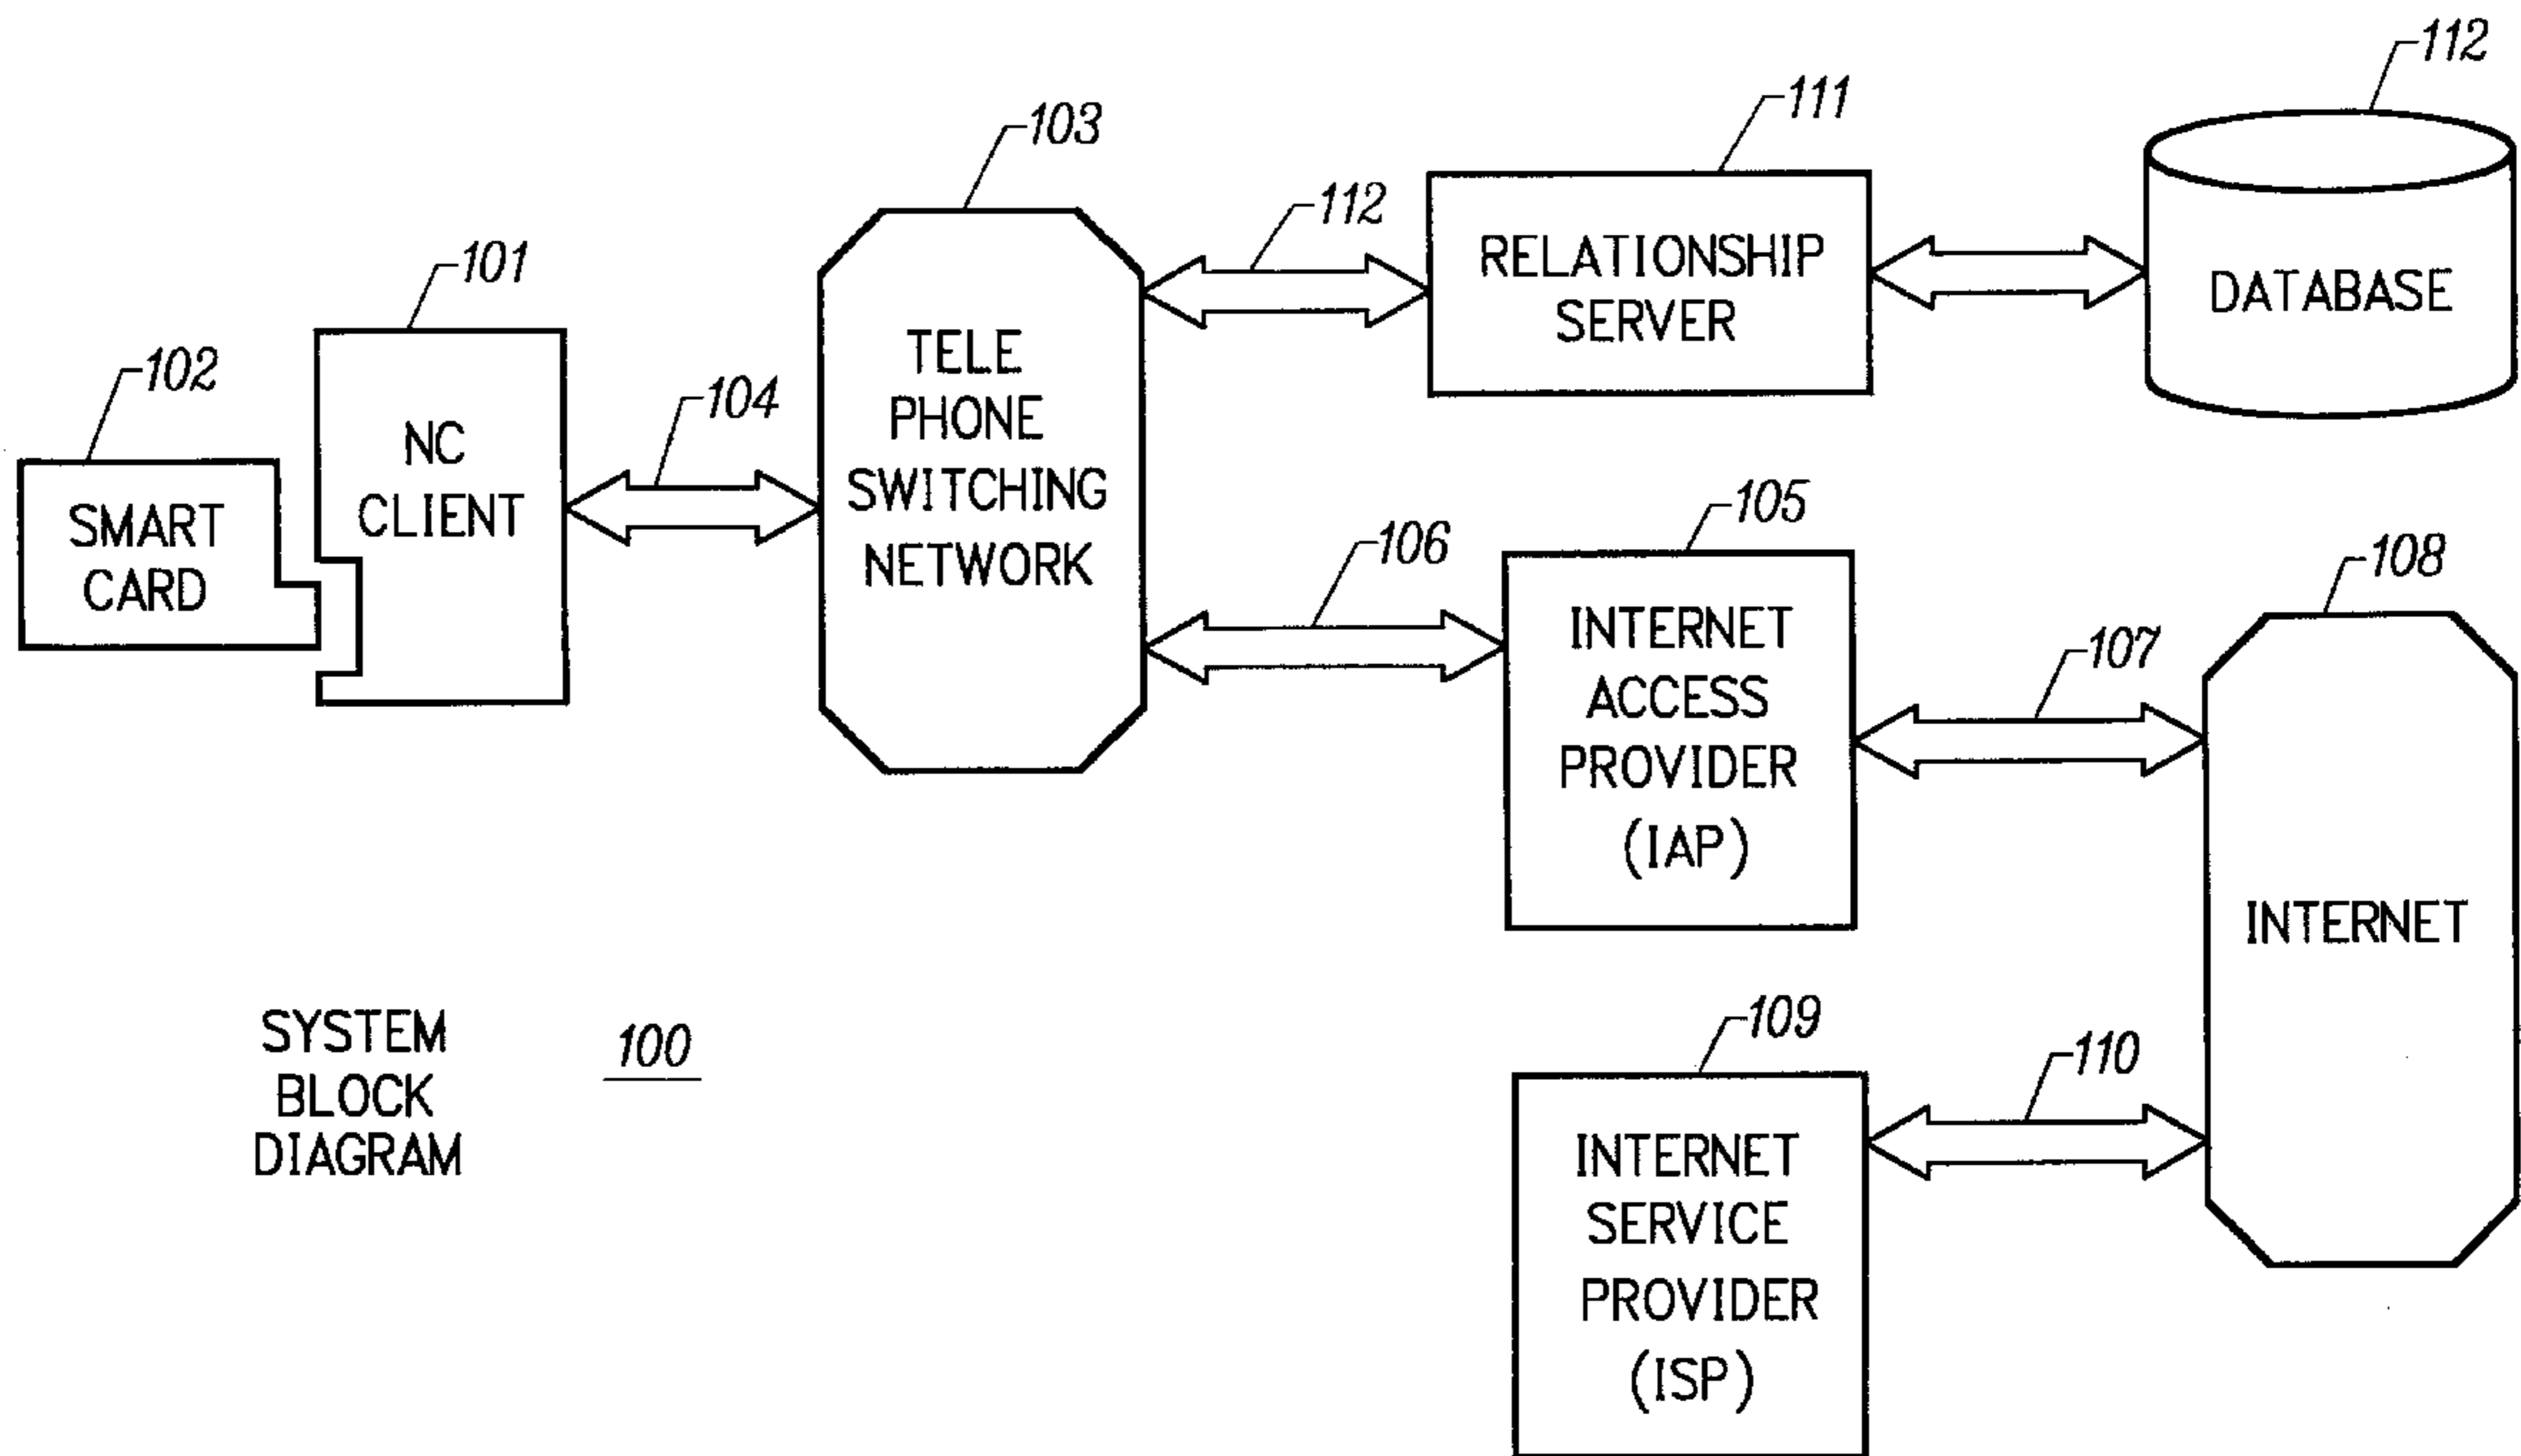 112
111
103
112
101
RELATIONSHIP
SERVER
DATABASE
102
104
TELE
PHONE
SWITCHING
NETWORK
NC
CLIENT
SMART
CARD
106
105
108
INTERNET
ACCESS
PROVIDER
(IAP)
107
INTERNET
SYSTEM
BLOCK
DIAGRAM
100
109
110
INTERNET
SERVICE
PROVIDER
(ISP)